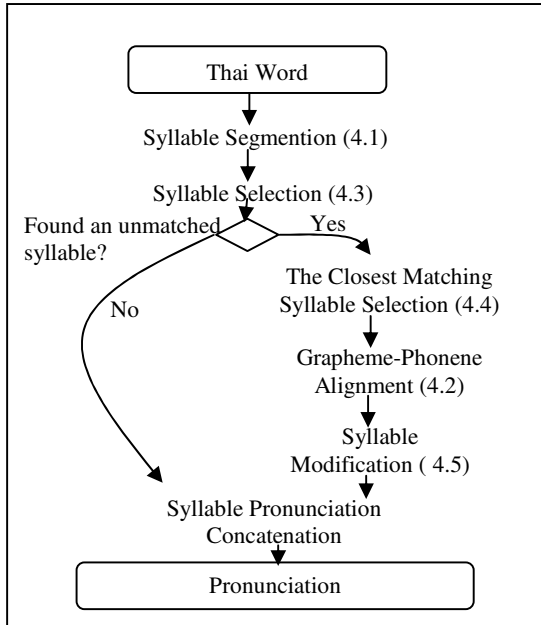 Thai Word
Syllable Segmention (4.1)
Syllable Selection (4.3)
Found an unmatched
syllable?
Yes
No
The Closest Matching
Syllable Selection (4.4)
Grapheme-Phonene
Alignment (4.2)
Syllable
Modification ( 4.5)
Syllable Pronunciation
Concatenation
Pronunciation